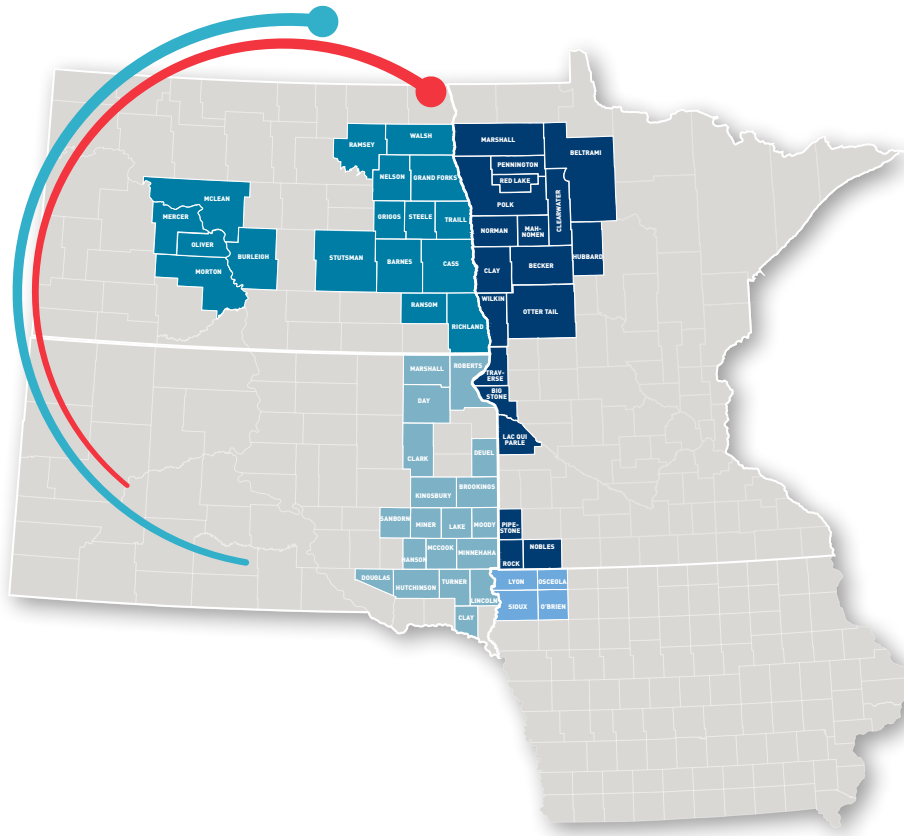 WALSH
RAMSEY
NELSON
GRAND FORKS
MCLEAN
MERCER
OLIVER
BURLEIGH
MORTON
GRIGGS
STEELE
TRAILL
STUTSMAN
BARNES
CASS
RANSOM
RICHLAND
MARSHALL
BELTRAMI
PENNINGTON
RED LAKE
POLK
CLEARWATER
NORMAN
MAH-
NOMEN
HUBBARD
CLAY
BECKER
WILKIN
OTTER TAIL
TRAV-
ERSE
BIG
STONE
LAC QUI
PARLE
MARSHALL
ROBERTS
DAY
CLARK
DEUEL
KINGSBURY
BROOKINGS
SANBORN
MINER
LAKE
MOODY
PIPE-
STONE
HANSON
MCCOOK
MINNEHAHA
ROCK
NOBLES
DOUGLAS
HUTCHINSON
TURNER
LINCOLN
CLAY
LYON
OSCEOLA
SIOUX
O'BRIEN